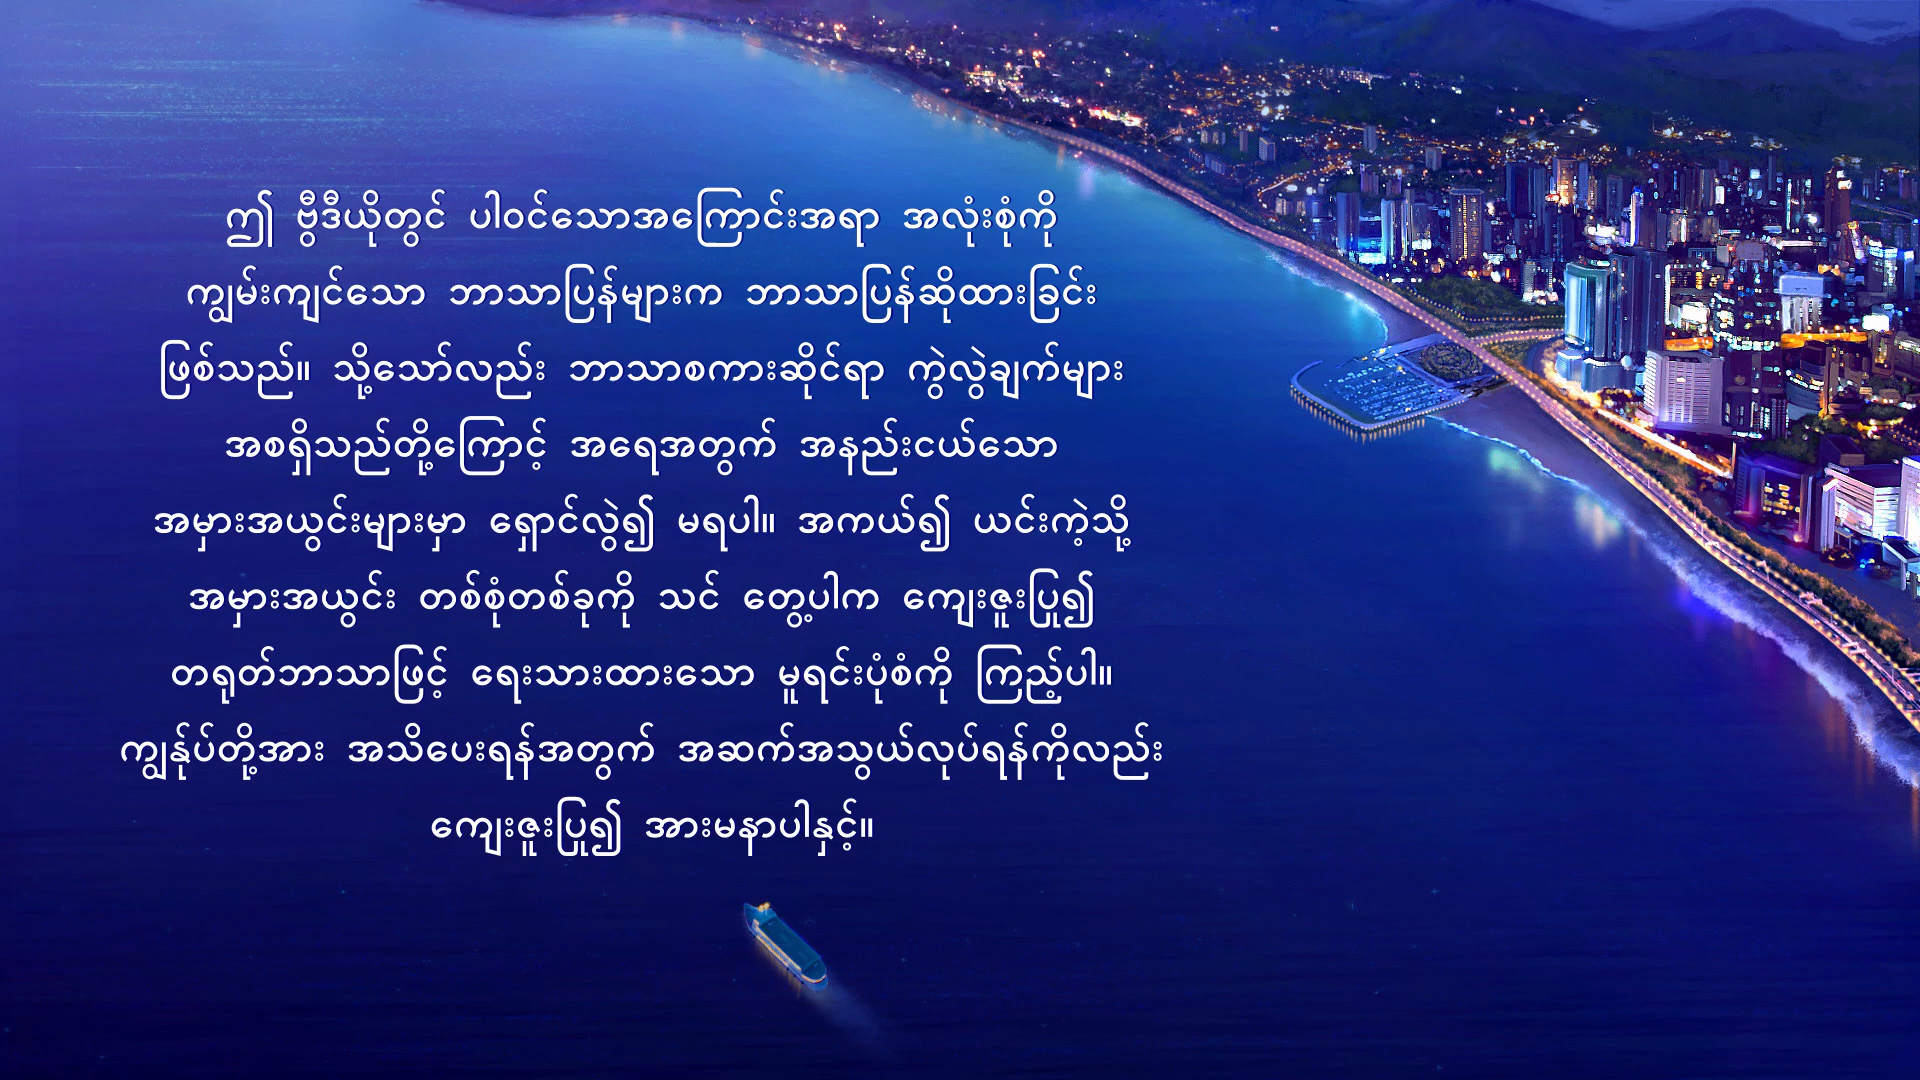 ဤ ဗွီဒီယိုတွင် ပါဝင်သောအကြောင်းအရာ အလုံးစုံကို
ကျွမ်းကျင်သော ဘာသာပြန်များက ဘာသာပြန်ဆိုထားခြင်း
ဖြစ်သည်။ သို့သော်လည်း ဘာသာစကားဆိုင်ရာ ကွဲလွဲချက်များ
အစရှိသည်တို့ကြောင့် အရေအတွက် အနည်းငယ်သော
အမှားအယွင်းများမှာ ရှောင်လွဲ၍ မရပါ။ အကယ်၍ ယင်းကဲ့သို့
အမှားအယွင်း တစ်စုံတစ်ခုကို သင် တွေ့ပါက ကျေးဇူးပြု၍
တရုတ်ဘာသာဖြင့် ရေးသားထားသော မူရင်းပုံစံကို ကြည့်ပါ။
ကျွန်ုပ်တို့အား အသိပေးရန်အတွက် အဆက်အသွယ်လုပ်ရန်ကိုလည်း
ကျေးဇူးပြု၍ အားမနာပါနှင့်။